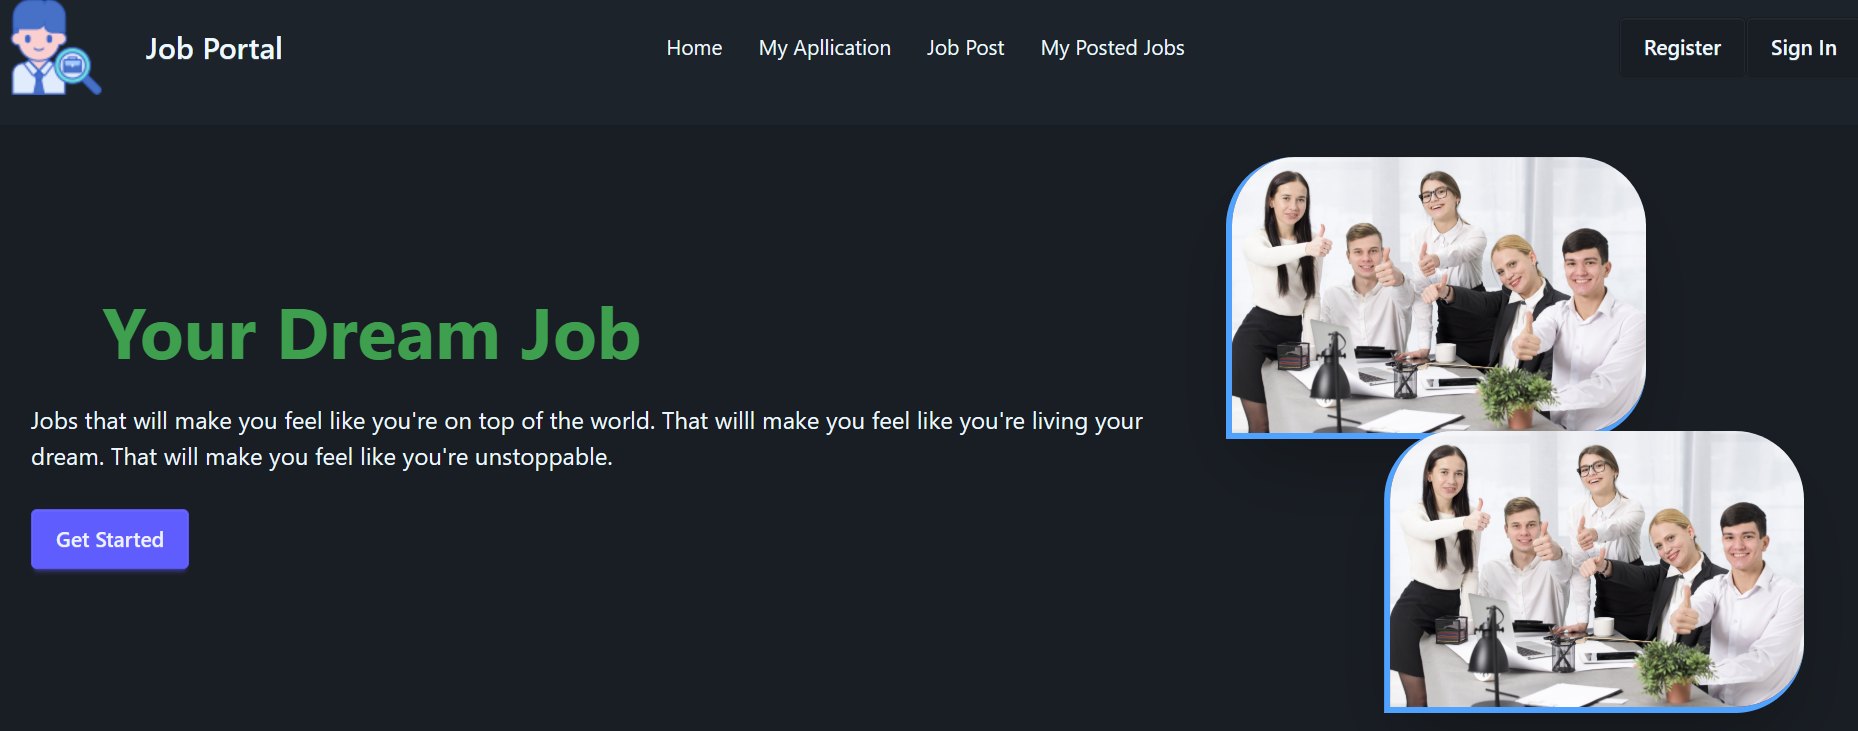 Job Portal
Home
My Apllication
Job Post
My Posted Jobs
Register
Sign In
Your Dream Job
Jobs that will make you feel like you're on top of the world. That willl make you feel like you're living your
dream. That will make you feel like you're unstoppable.
Get Started